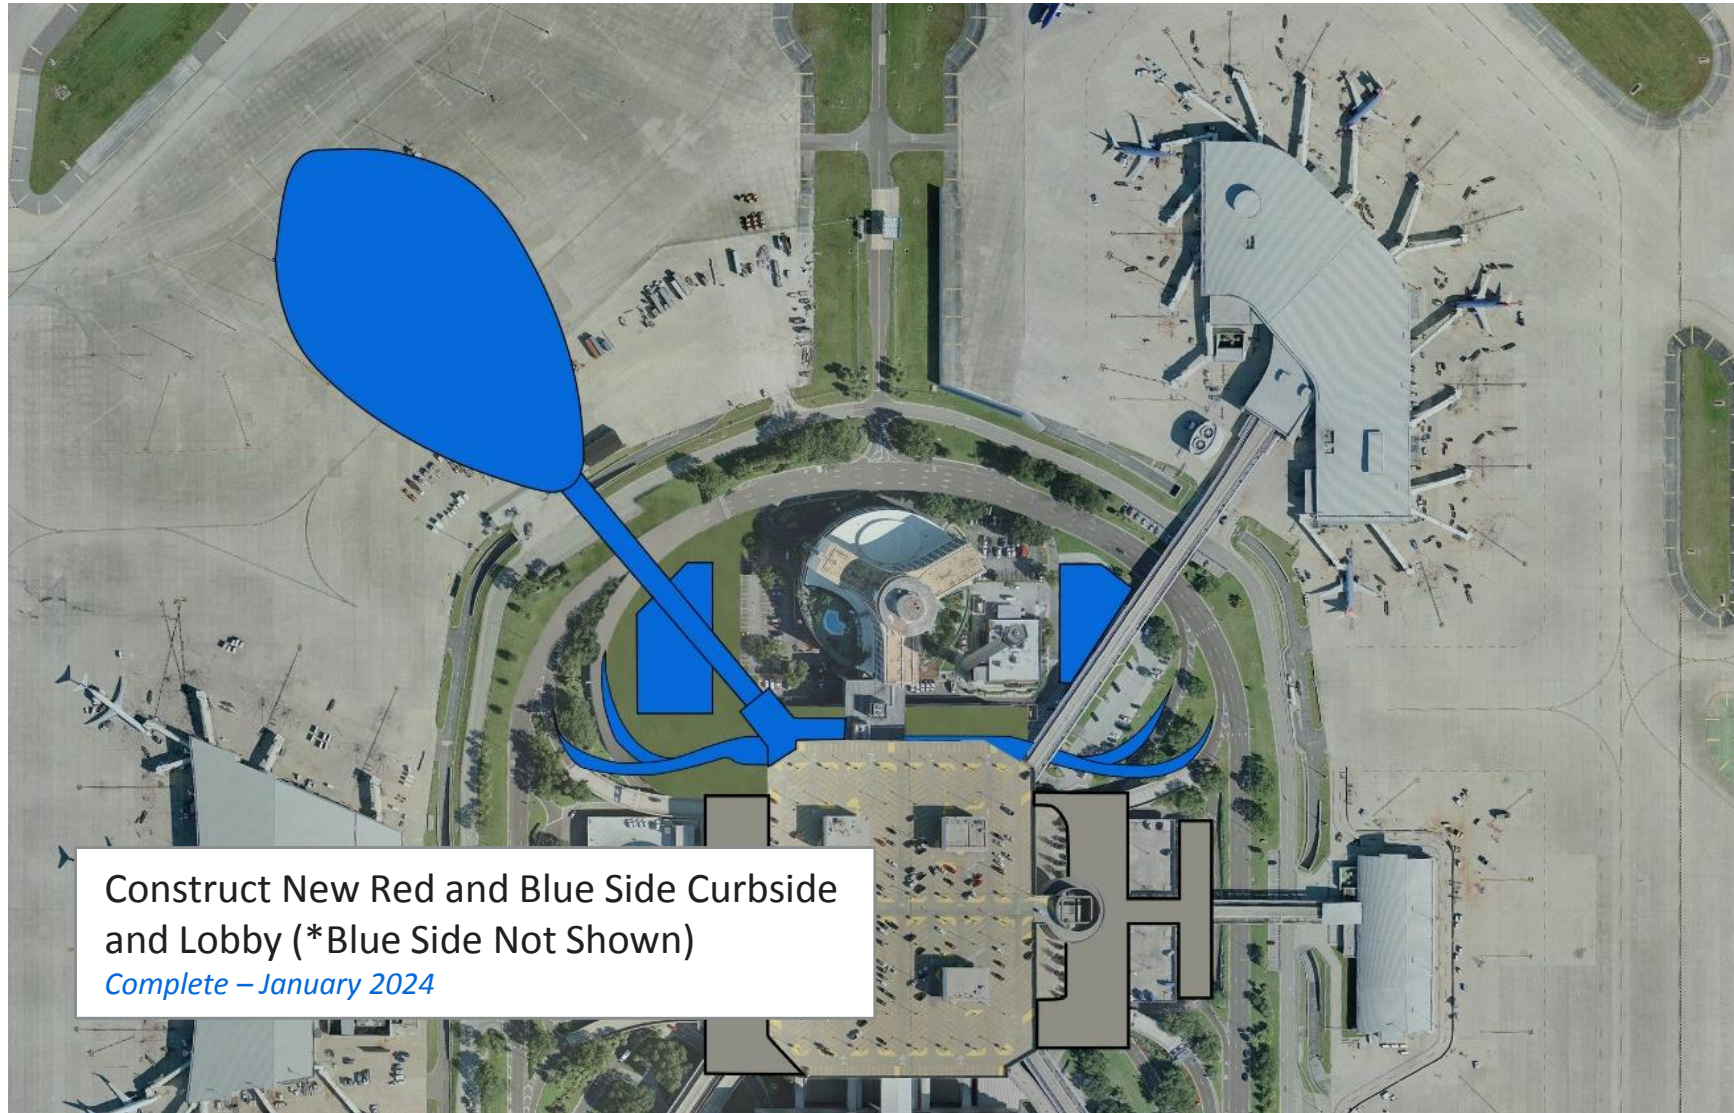 Construct New Red and Blue Side Curbside
and Lobby (*Blue Side Not Shown)
Complete – January 2024